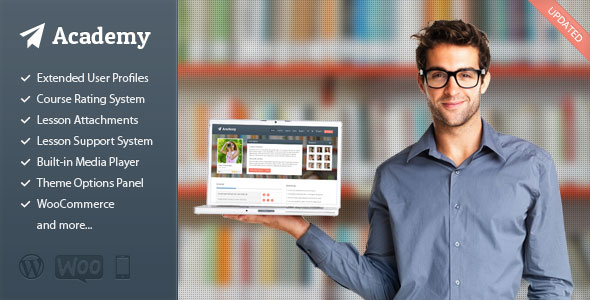 Academy
Extended User Profiles
Course Rating System
Lesson Attachments
Lesson Support System
Built-in Media Player
Theme Options Panel
WooCommerce
and more...
WOO
UPDATED
Academy